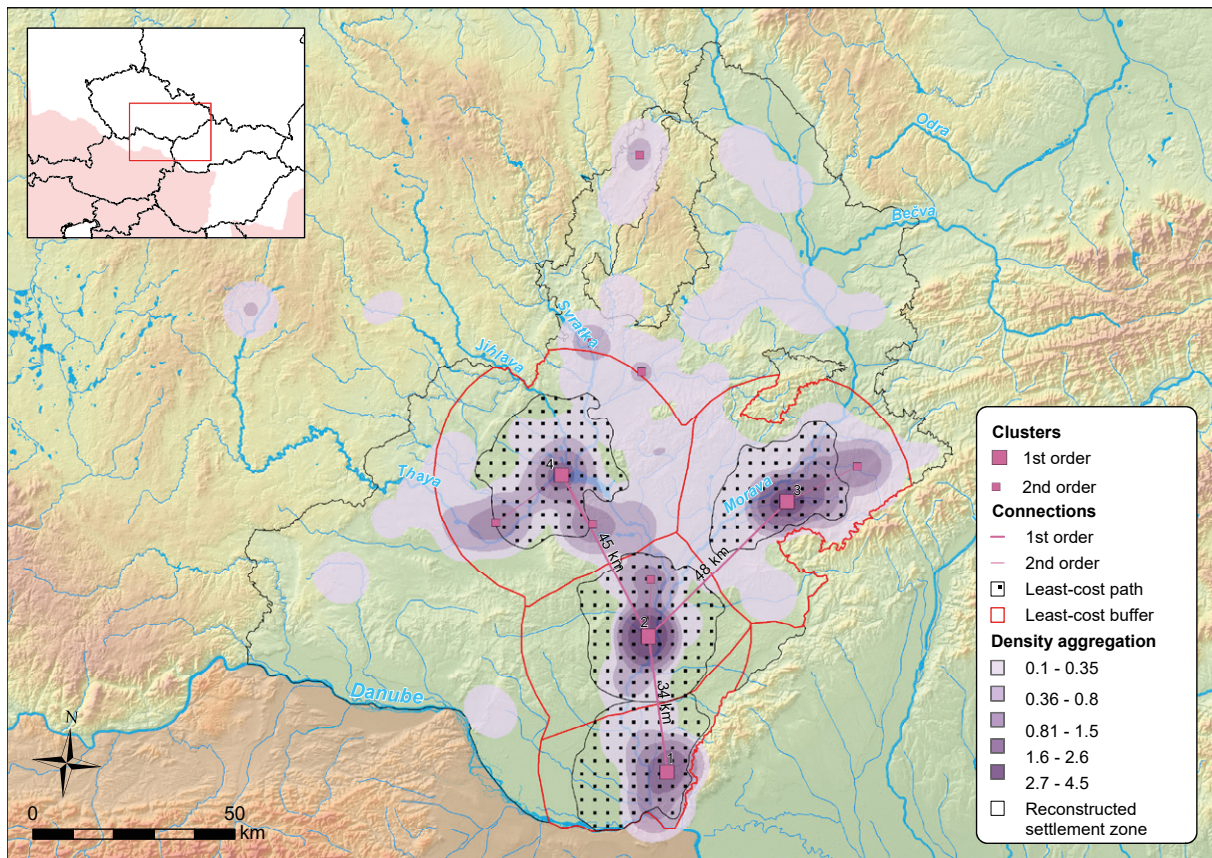 Odra
Bečva
Svratka
Jihlava
Thaya
4
Morava
3
45 km
48 km
2
34 km
Danube
1
N
0 50
km
Clusters
1st order
2nd order
Connections
1st order
2nd order
Least-cost path
Least-cost buffer
Density aggregation
0.1 - 0.35
0.36 - 0.8
0.81 - 1.5
1.6 - 2.6
2.7 - 4.5
Reconstructed
settlement zone